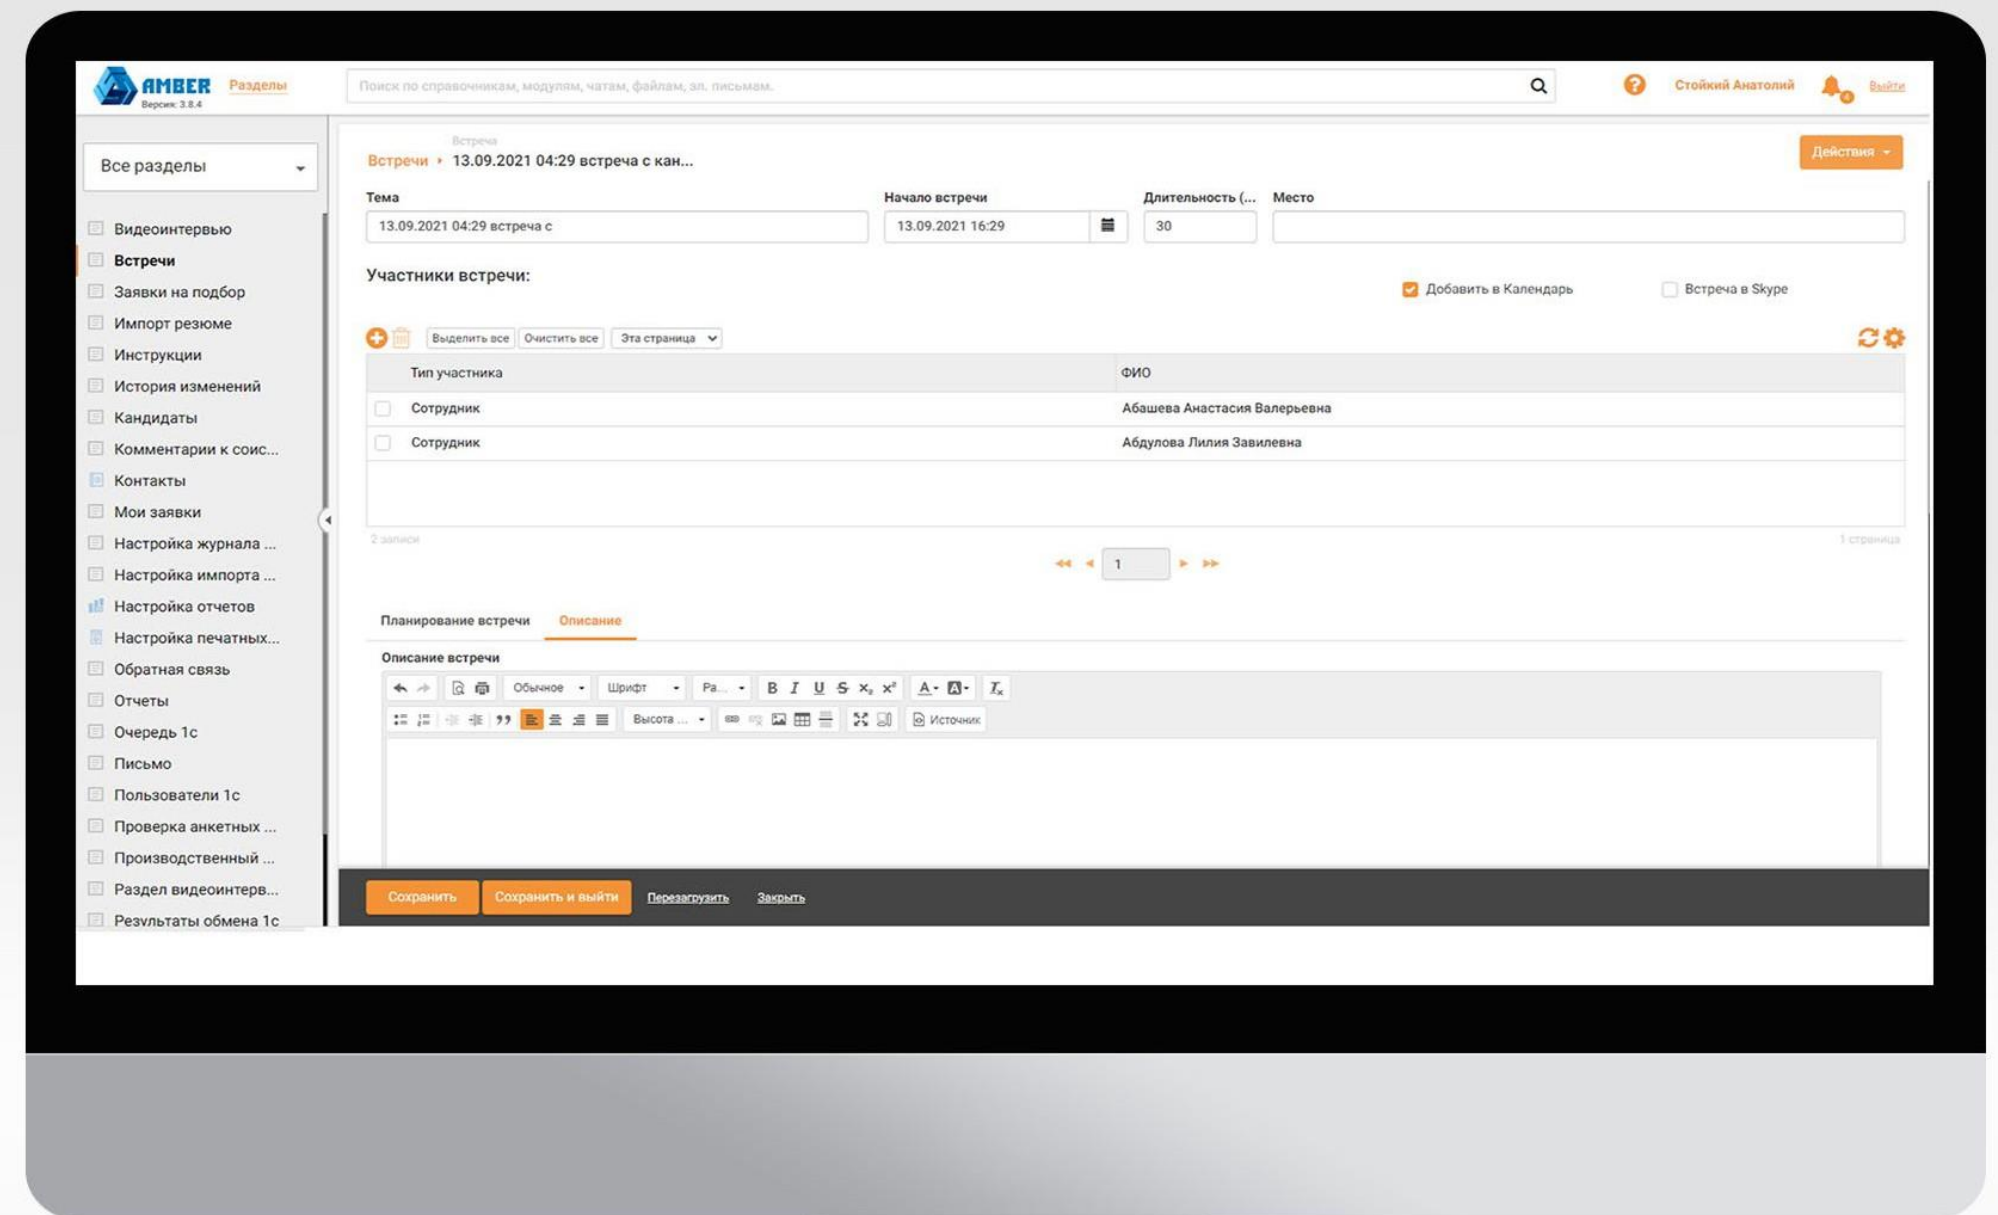 AMBER
Версия: 3.8.4
Разделы
Поиск по справочникам, модулям, чатам, файлам, эл. письмам.
Стойкий Анатолий
4
Выйти
Все разделы
Видеоинтервью
Встречи
Заявки на подбор
Импорт резюме
Инструкции
История изменений
Кандидаты
Комментарии к соис...
Контакты
Мои заявки
Настройка журнала ...
Настройка импорта ...
Настройка отчетов
Настройка печатных...
Обратная связь
Отчеты
Очередь 1с
Письмо
Пользователи 1с
Проверка анкетных ...
Производственный ...
Раздел видеоинтерв...
Результаты обмена 1с
Встреча
Встречи 13.09.2021 04:29 встреча с кан...
Действия
Тема Начало встречи Длительность (... Место
13.09.2021 04:29 встреча с 13.09.2021 16:29 30
Участники встречи:
Добавить в Календарь Встреча в Skype
Выделить все Очистить все Эта страница
Тип участника ФИО
Сотрудник Абашева Анастасия Валерьевна
Сотрудник Абдулова Лилия Завилевна
2 записи 1 страница
1
Планирование встречи Описание
Описание встречи
Обычное Шрифт Ра... B I U S x₂ x² A A Tx
Высота ... Источник
Сохранить Сохранить и выйти Перезагрузить Закрыть